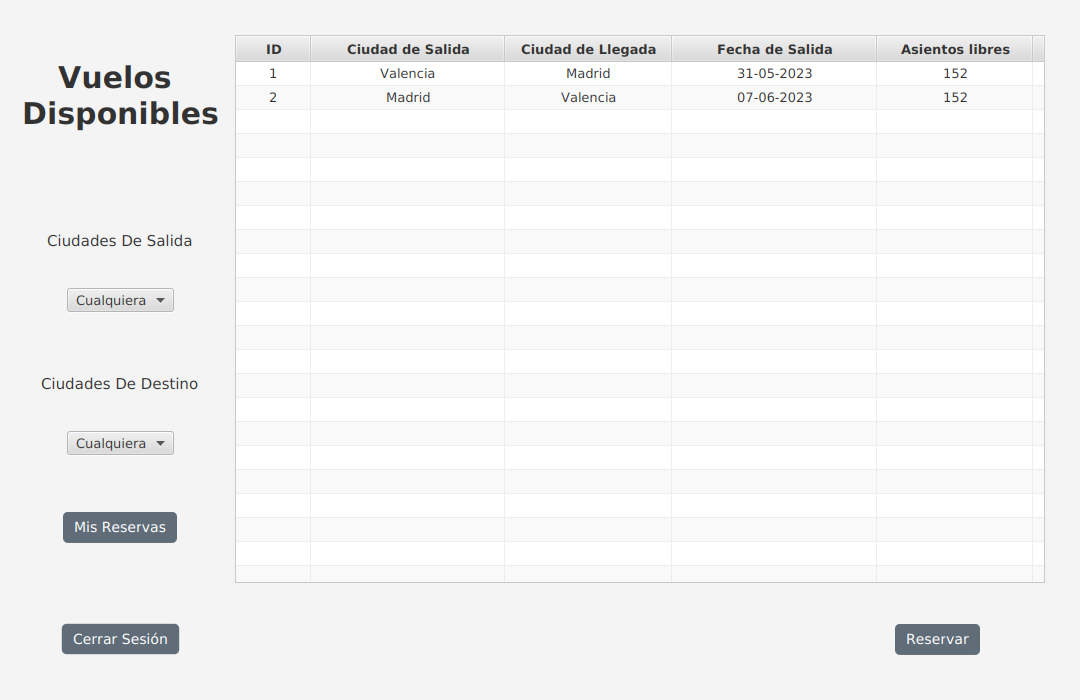 Vuelos
Disponibles
Ciudades De Salida
Cualquiera
Ciudades De Destino
Cualquiera
Mis Reservas
Cerrar Sesión
ID Ciudad de Salida Ciudad de Llegada Fecha de Salida Asientos libres
1 Valencia Madrid 31-05-2023 152
2 Madrid Valencia 07-06-2023 152
Reservar